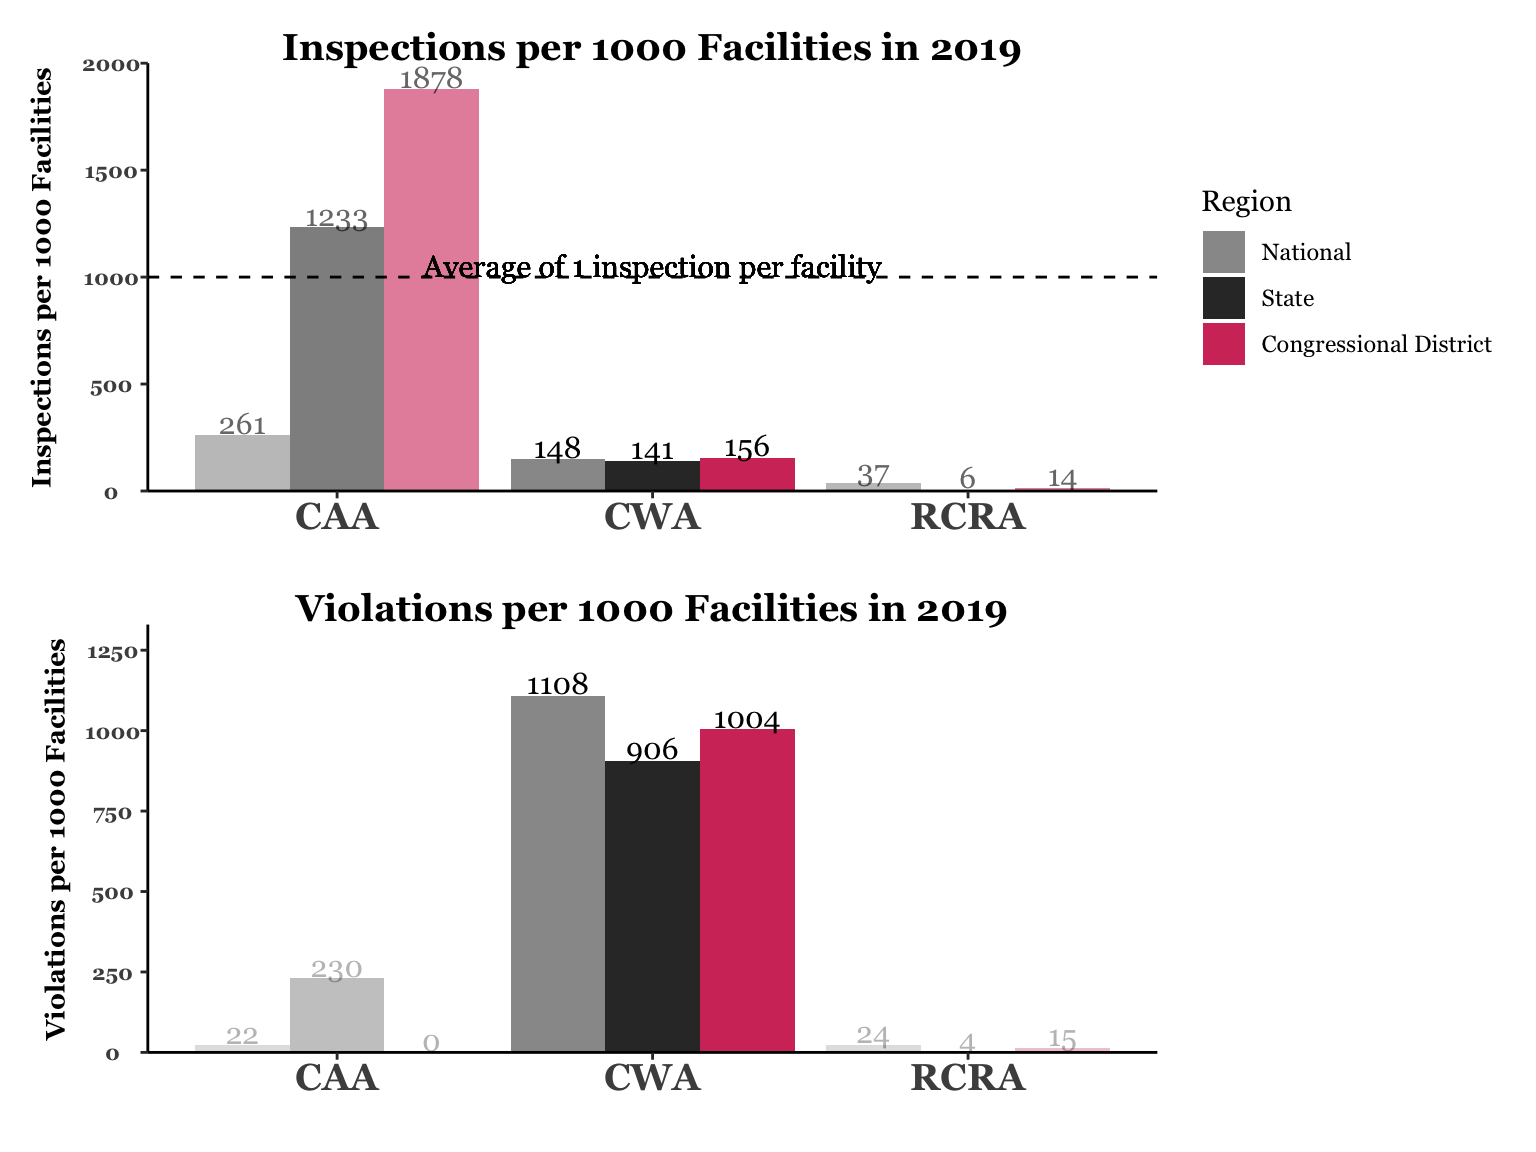 Inspections per 1000 Facilities in 2019
Inspections per 1000 Facilities
2000
1500
1000
500
0
261
1233
1878
Average of 1 inspection per facility
148
141
156
37
6
14
CAA
CWA
RCRA
Region
National
State
Congressional District
Violations per 1000 Facilities in 2019
Violations per 1000 Facilities
1250
1000
750
500
250
0
22
230
0
1108
906
1004
24
4
15
CAA
CWA
RCRA